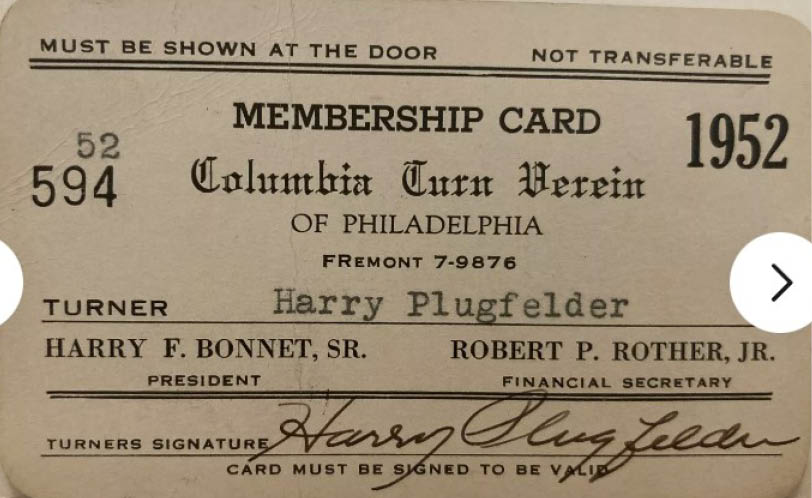 MUST BE SHOWN AT THE DOOR NOT TRANSFERABLE
MEMBERSHIP CARD 1952
52
594 Columbia Turn Verein
OF PHILADELPHIA
FREMONT 7-9876
TURNER Harry Plugfelder
HARRY F. BONNET, SR. ROBERT P. ROTHER, JR.
PRESIDENT FINANCIAL SECRETARY
TURNERS SIGNATURE Harry Plugfelder
CARD MUST BE SIGNED TO BE VALID